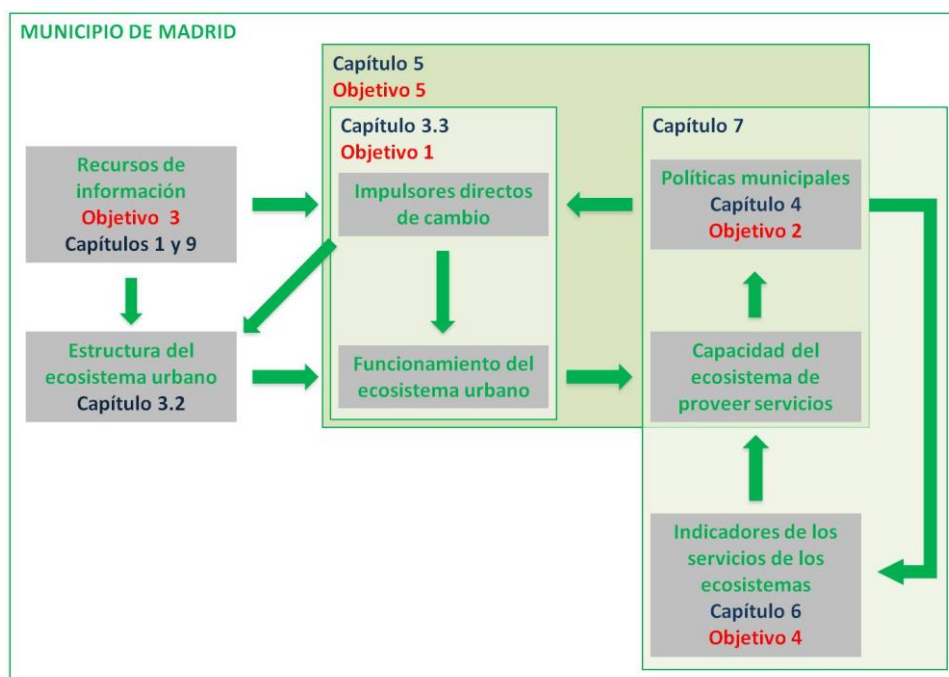 MUNICIPIO DE MADRID
Capítulo 5
Objetivo 5
Capítulo 3.3
Objetivo 1
Capítulo 7
Recursos de
información
Objetivo 3
Capítulos 1 y 9
Impulsores directos
de cambio
Políticas municipales
Capítulo 4
Objetivo 2
Estructura del
ecosistema urbano
Capítulo 3.2
Funcionamiento del
ecosistema urbano
Capacidad del
ecosistema de
proveer servicios
Indicadores de los
servicios de los
ecosistemas
Capítulo 6
Objetivo 4